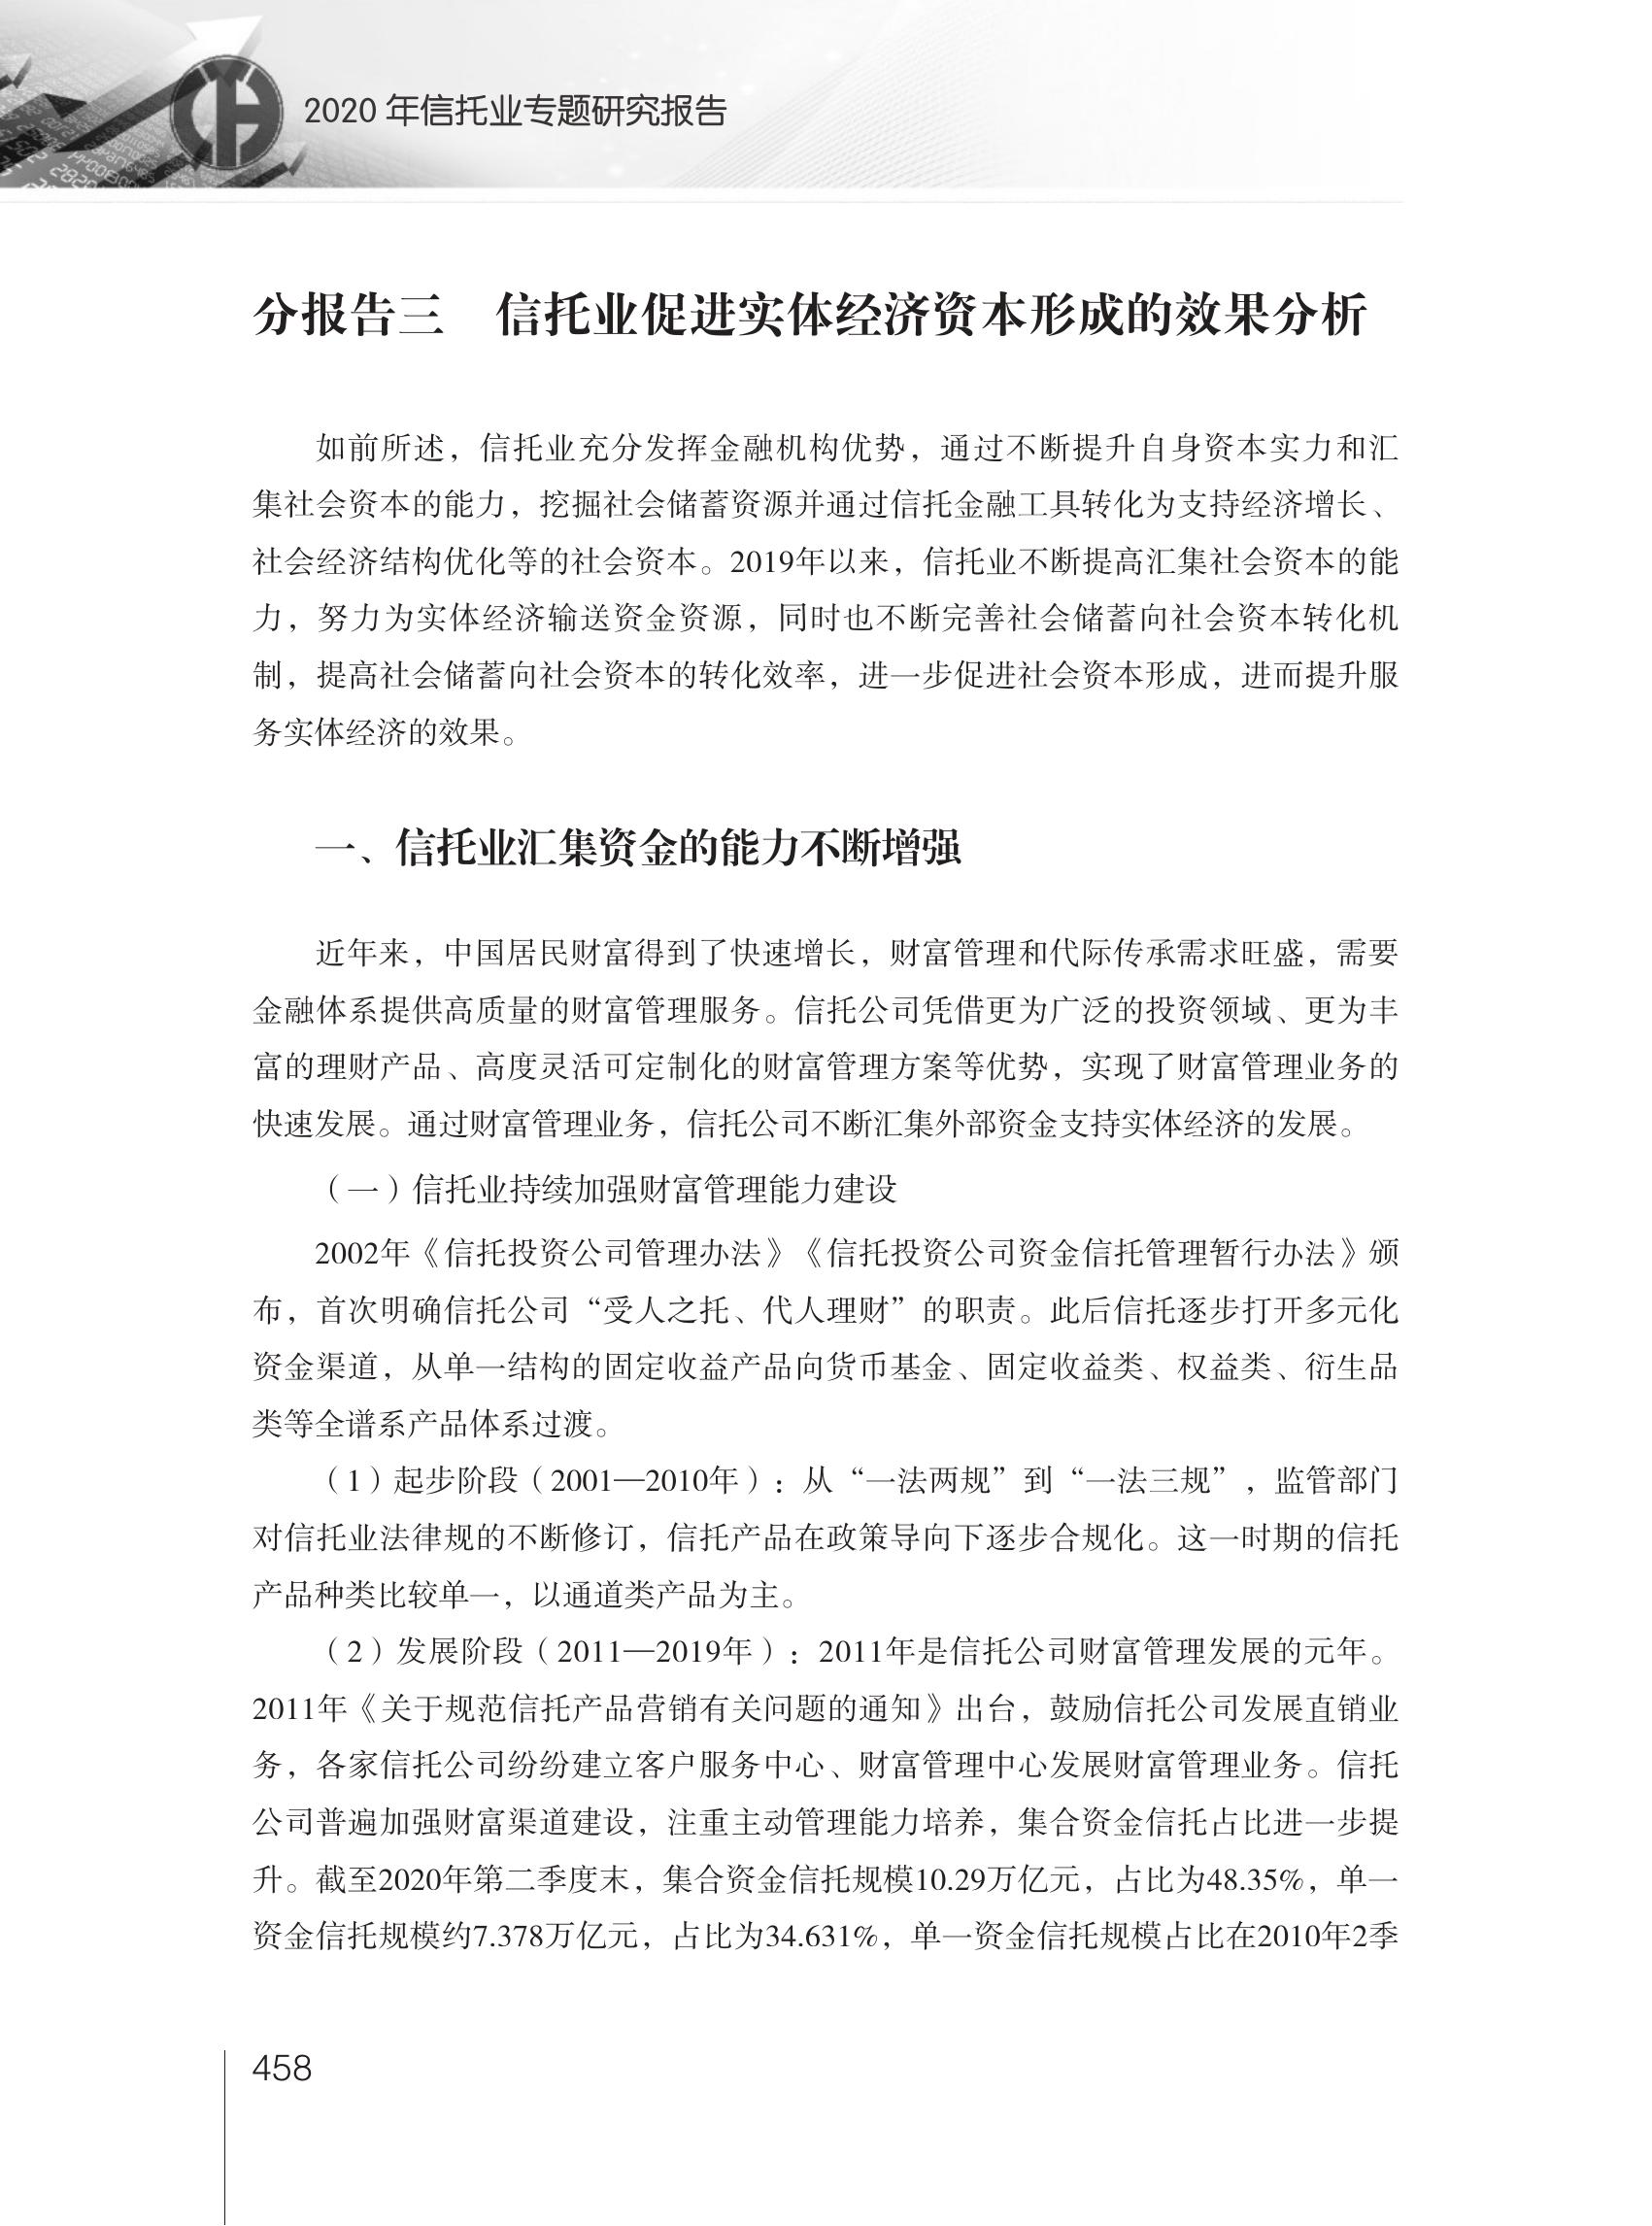 2020 年信托业专题研究报告
分报告三　信托业促进实体经济资本形成的效果分析
如前所述，信托业充分发挥金融机构优势，通过不断提升自身资本实力和汇
集社会资本的能力，挖掘社会储蓄资源并通过信托金融工具转化为支持经济增长、
社会经济结构优化等的社会资本。2019年以来，信托业不断提高汇集社会资本的能
力，努力为实体经济输送资金资源，同时也不断完善社会储蓄向社会资本转化机
制，提高社会储蓄向社会资本的转化效率，进一步促进社会资本形成，进而提升服
务实体经济的效果。
一、信托业汇集资金的能力不断增强
近年来，中国居民财富得到了快速增长，财富管理和代际传承需求旺盛，需要
金融体系提供高质量的财富管理服务。信托公司凭借更为广泛的投资领域、更为丰
富的理财产品、高度灵活可定制化的财富管理方案等优势，实现了财富管理业务的
快速发展。通过财富管理业务，信托公司不断汇集外部资金支持实体经济的发展。
（一）信托业持续加强财富管理能力建设
2002年《信托投资公司管理办法》《信托投资公司资金信托管理暂行办法》颁
布，首次明确信托公司“受人之托、代人理财”的职责。此后信托逐步打开多元化
资金渠道，从单一结构的固定收益产品向货币基金、固定收益类、权益类、衍生品
类等全谱系产品体系过渡。
（1）起步阶段（2001—2010年）：从“一法两规”到“一法三规”，监管部门
对信托业法律规的不断修订，信托产品在政策导向下逐步合规化。这一时期的信托
产品种类比较单一，以通道类产品为主。
（2）发展阶段（2011—2019年）：2011年是信托公司财富管理发展的元年。
2011年《关于规范信托产品营销有关问题的通知》出台，鼓励信托公司发展直销业
务，各家信托公司纷纷建立客户服务中心、财富管理中心发展财富管理业务。信托
公司普遍加强财富渠道建设，注重主动管理能力培养，集合资金信托占比进一步提
升。截至2020年第二季度末，集合资金信托规模10.29万亿元，占比为48.35%，单一
资金信托规模约7.378万亿元，占比为34.631%，单一资金信托规模占比在2010年2季
458